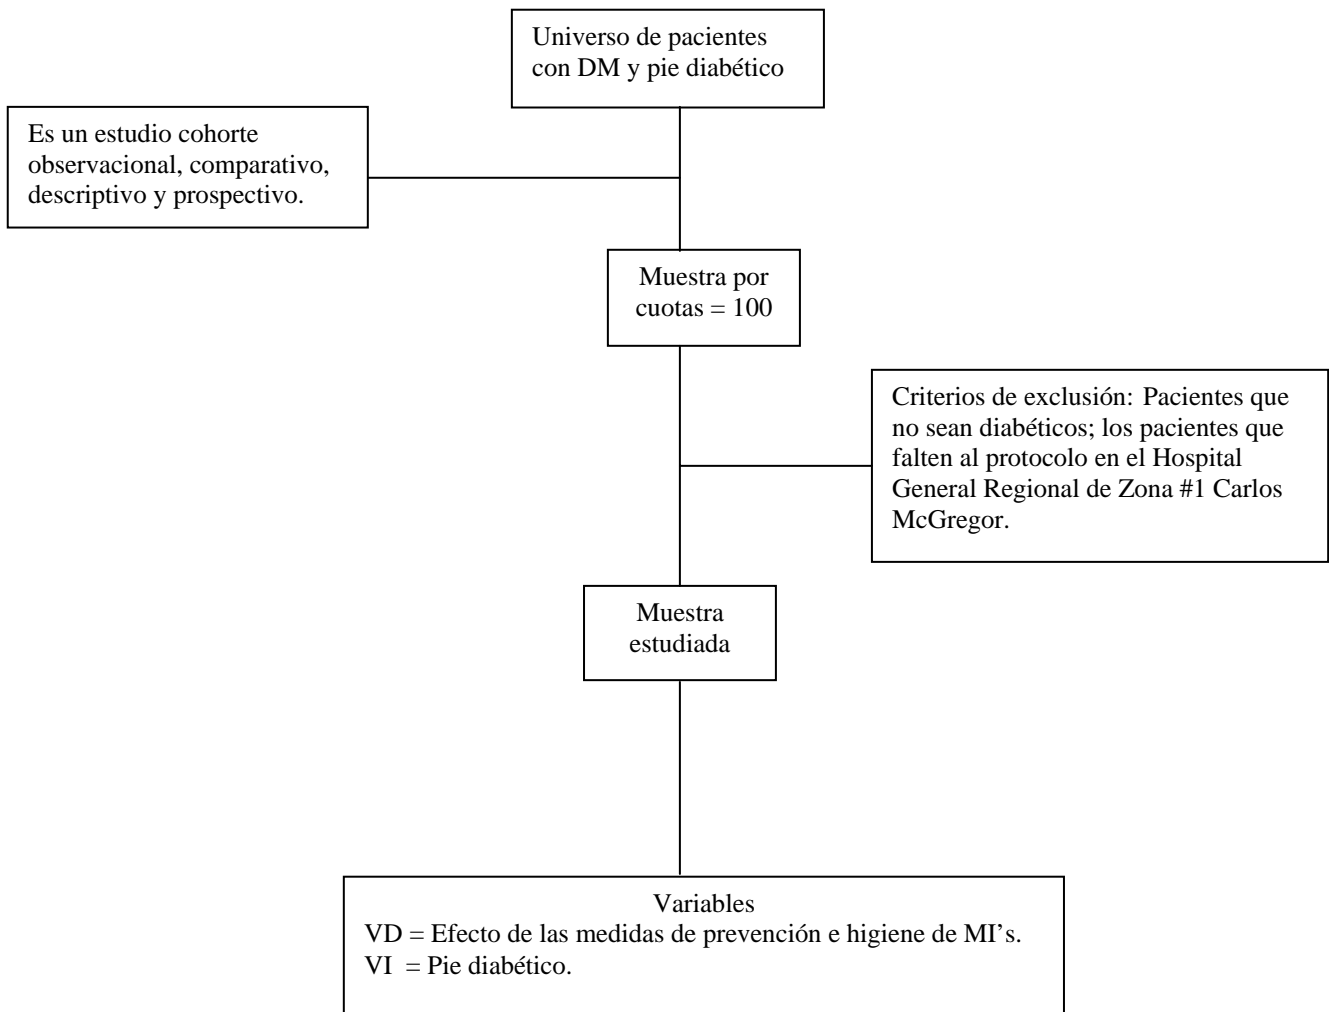 Universo de pacientes
con DM y pie diabético
Es un estudio cohorte
observacional, comparativo,
descriptivo y prospectivo.
Muestra por
cuotas = 100
Criterios de exclusión: Pacientes que
no sean diabéticos; los pacientes que
falten al protocolo en el Hospital
General Regional de Zona #1 Carlos
McGregor.
Muestra
estudiada
Variables
VD = Efecto de las medidas de prevención e higiene de MI’s.
VI = Pie diabético.